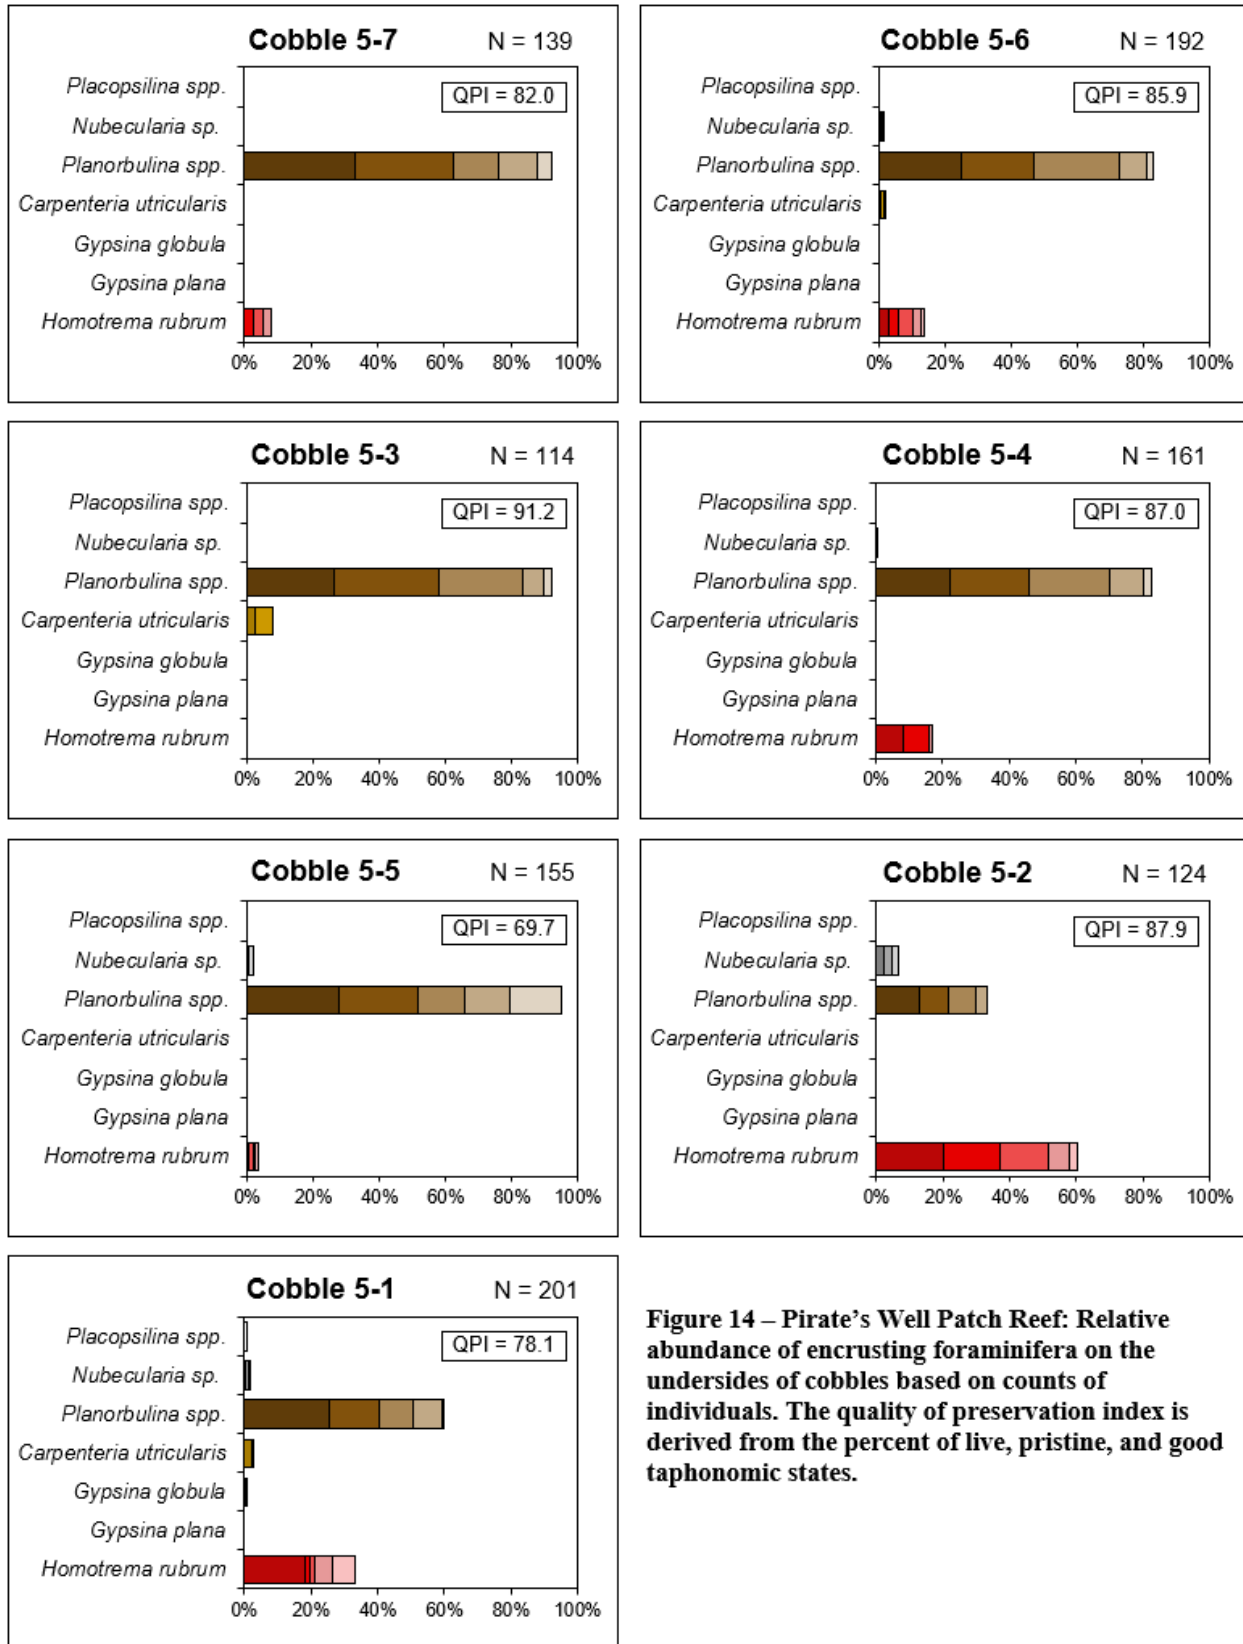 Cobble 5-7 N = 139
QPI = 82.0
Placopsilina spp.
Nubecularia sp.
Planorbulina spp.
Carpenteria utricularis
Gypsina globula
Gypsina plana
Homotrema rubrum
0% 20% 40% 60% 80% 100%
Cobble 5-6 N = 192
QPI = 85.9
Placopsilina spp.
Nubecularia sp.
Planorbulina spp.
Carpenteria utricularis
Gypsina globula
Gypsina plana
Homotrema rubrum
0% 20% 40% 60% 80% 100%
Cobble 5-3 N = 114
QPI = 91.2
Placopsilina spp.
Nubecularia sp.
Planorbulina spp.
Carpenteria utricularis
Gypsina globula
Gypsina plana
Homotrema rubrum
0% 20% 40% 60% 80% 100%
Cobble 5-4 N = 161
QPI = 87.0
Placopsilina spp.
Nubecularia sp.
Planorbulina spp.
Carpenteria utricularis
Gypsina globula
Gypsina plana
Homotrema rubrum
0% 20% 40% 60% 80% 100%
Cobble 5-5 N = 155
QPI = 69.7
Placopsilina spp.
Nubecularia sp.
Planorbulina spp.
Carpenteria utricularis
Gypsina globula
Gypsina plana
Homotrema rubrum
0% 20% 40% 60% 80% 100%
Cobble 5-2 N = 124
QPI = 87.9
Placopsilina spp.
Nubecularia sp.
Planorbulina spp.
Carpenteria utricularis
Gypsina globula
Gypsina plana
Homotrema rubrum
0% 20% 40% 60% 80% 100%
Cobble 5-1 N = 201
QPI = 78.1
Placopsilina spp.
Nubecularia sp.
Planorbulina spp.
Carpenteria utricularis
Gypsina globula
Gypsina plana
Homotrema rubrum
0% 20% 40% 60% 80% 100%
Figure 14 – Pirate’s Well Patch Reef: Relative
abundance of encrusting foraminifera on the
undersides of cobbles based on counts of
individuals. The quality of preservation index is
derived from the percent of live, pristine, and good
taphonomic states.